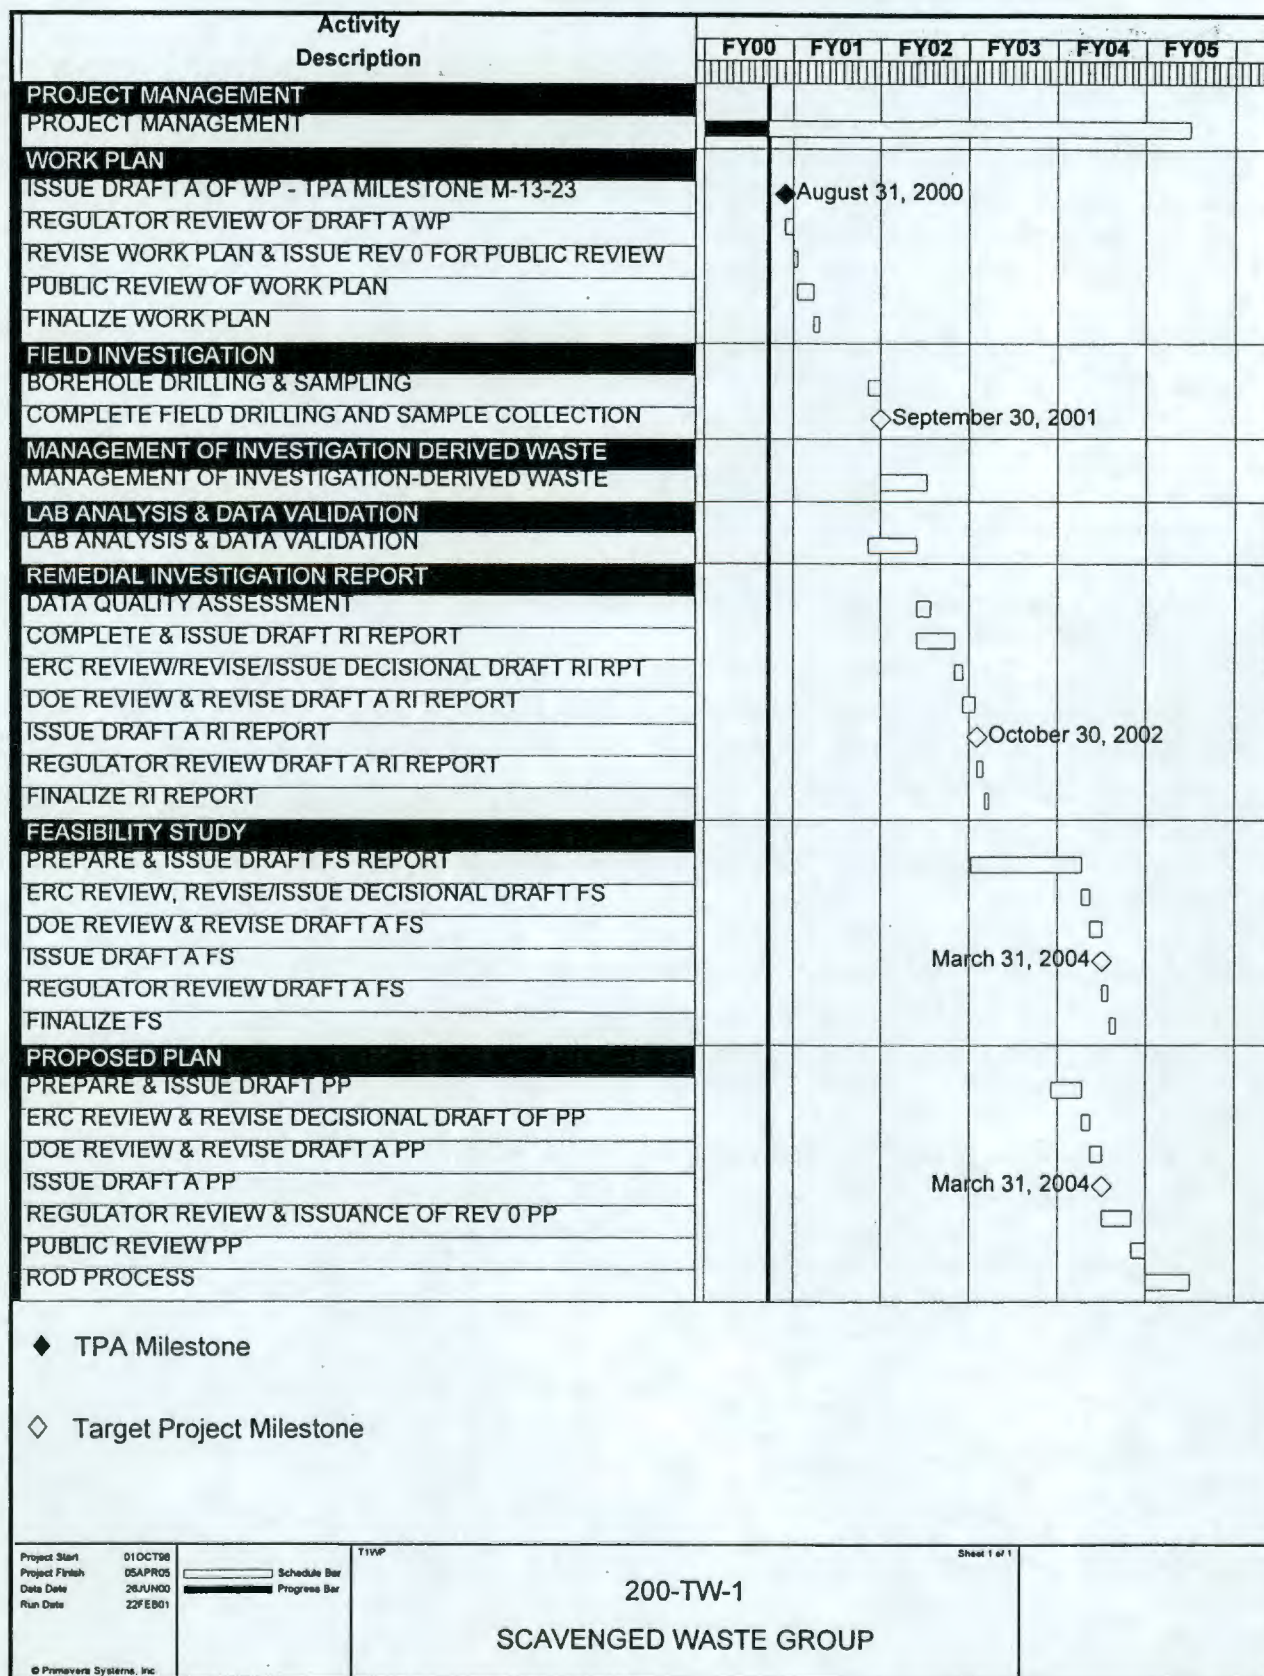 Activity
Description
FY00 FY01 FY02 FY03 FY04 FY05
PROJECT MANAGEMENT
PROJECT MANAGEMENT
WORK PLAN
ISSUE DRAFT A OF WP - TPA MILESTONE M-13-23
August 31, 2000
REGULATOR REVIEW OF DRAFT A WP
REVISE WORK PLAN & ISSUE REV 0 FOR PUBLIC REVIEW
PUBLIC REVIEW OF WORK PLAN
FINALIZE WORK PLAN
FIELD INVESTIGATION
BOREHOLE DRILLING & SAMPLING
COMPLETE FIELD DRILLING AND SAMPLE COLLECTION
September 30, 2001
MANAGEMENT OF INVESTIGATION DERIVED WASTE
MANAGEMENT OF INVESTIGATION-DERIVED WASTE
LAB ANALYSIS & DATA VALIDATION
LAB ANALYSIS & DATA VALIDATION
REMEDIAL INVESTIGATION REPORT
DATA QUALITY ASSESSMENT
COMPLETE & ISSUE DRAFT RI REPORT
ERC REVIEW/REVISE/ISSUE DECISIONAL DRAFT RI RPT
DOE REVIEW & REVISE DRAFT A RI REPORT
ISSUE DRAFT A RI REPORT
October 30, 2002
REGULATOR REVIEW DRAFT A RI REPORT
FINALIZE RI REPORT
FEASIBILITY STUDY
PREPARE & ISSUE DRAFT FS REPORT
ERC REVIEW, REVISE/ISSUE DECISIONAL DRAFT FS
DOE REVIEW & REVISE DRAFT A FS
ISSUE DRAFT A FS
March 31, 2004
REGULATOR REVIEW DRAFT A FS
FINALIZE FS
PROPOSED PLAN
PREPARE & ISSUE DRAFT PP
ERC REVIEW & REVISE DECISIONAL DRAFT OF PP
DOE REVIEW & REVISE DRAFT A PP
ISSUE DRAFT A PP
March 31, 2004
REGULATOR REVIEW & ISSUANCE OF REV 0 PP
PUBLIC REVIEW PP
ROD PROCESS
TPA Milestone
Target Project Milestone
Project Start
Project Finish 05APR05
Data Date 26JUN00
Run Date 22FEB01
Schedule Bar
Progress Bar
T1WP
Sheet 1 of 1
200-TW-1
SCAVENGED WASTE GROUP
© Primavera Systems, Inc